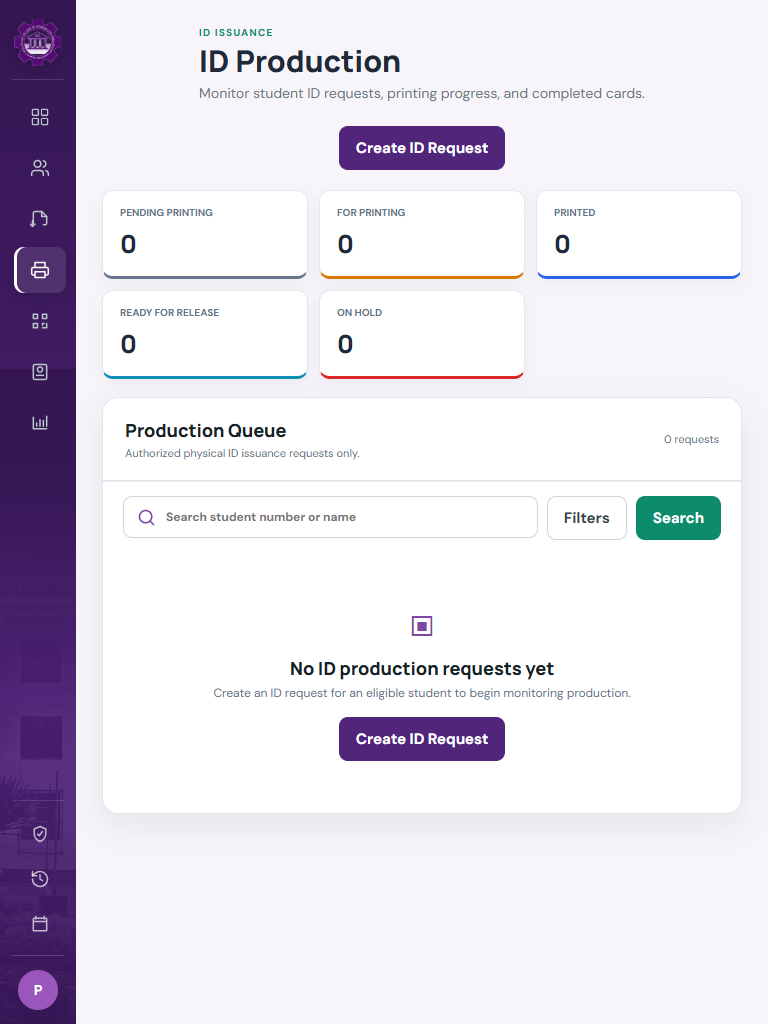 ID ISSUANCE
ID Production
Monitor student ID requests, printing progress, and completed cards.
Create ID Request
PENDING PRINTING
0
FOR PRINTING
0
PRINTED
0
READY FOR RELEASE
0
ON HOLD
0
Production Queue
Authorized physical ID issuance requests only.
0 requests
Search student number or name
Filters
Search
No ID production requests yet
Create an ID request for an eligible student to begin monitoring production.
Create ID Request
P